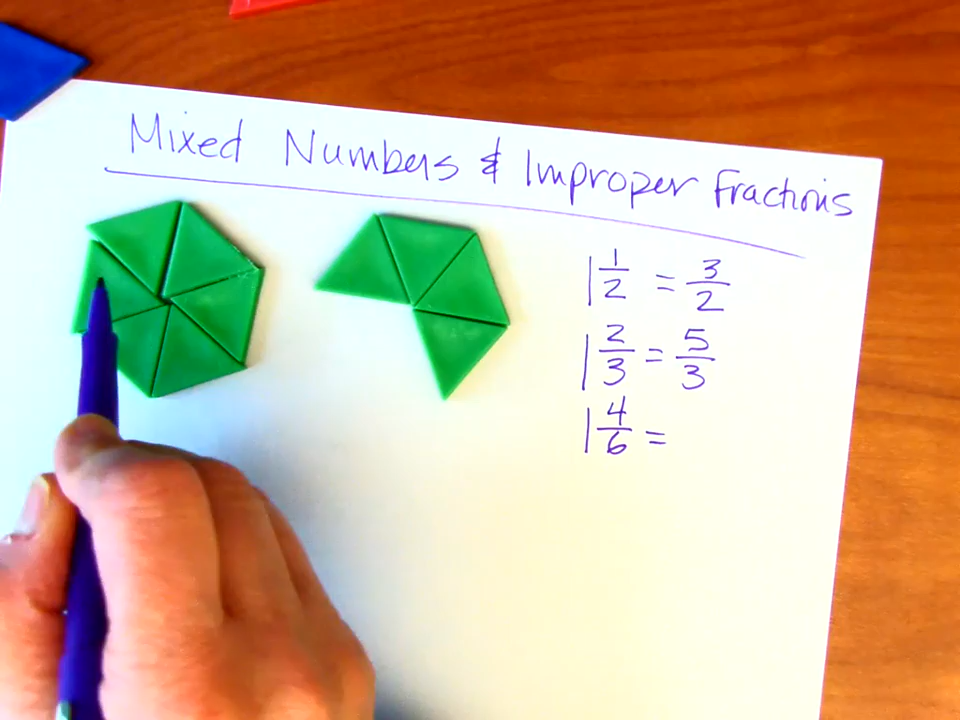 Mixed Numbers & Improper Fractions
1 1/2 = 3/2
1 2/3 = 5/3
1 4/6 =